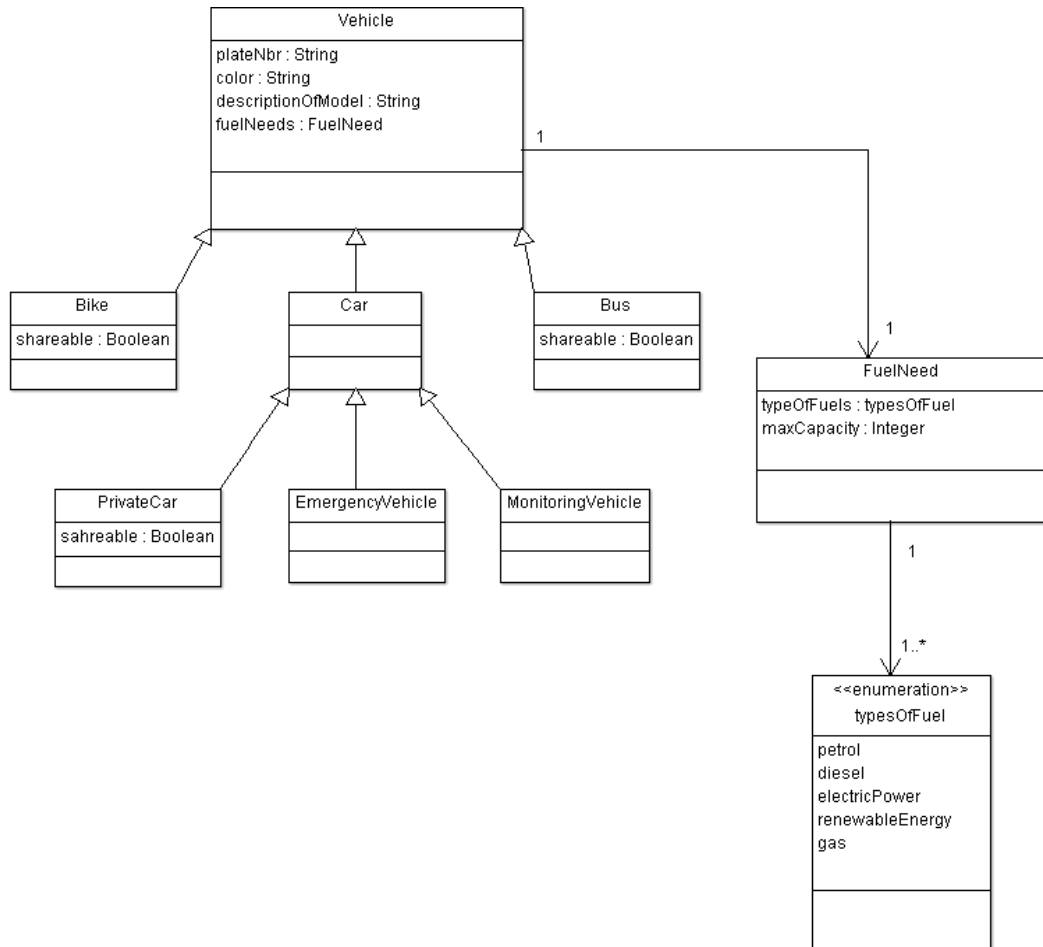 Vehicle
plateNbr : String
color : String
descriptionOfModel : String
fuelNeeds : FuelNeed
1
Bike
shareable : Boolean
Car
Bus
shareable : Boolean
1
FuelNeed
typeOfFuels : typesOfFuel
maxCapacity : Integer
PrivateCar
sahreable : Boolean
EmergencyVehicle
MonitoringVehicle
1
1..*
<<enumeration>>
typesOfFuel
petrol
diesel
electricPower
renewableEnergy
gas